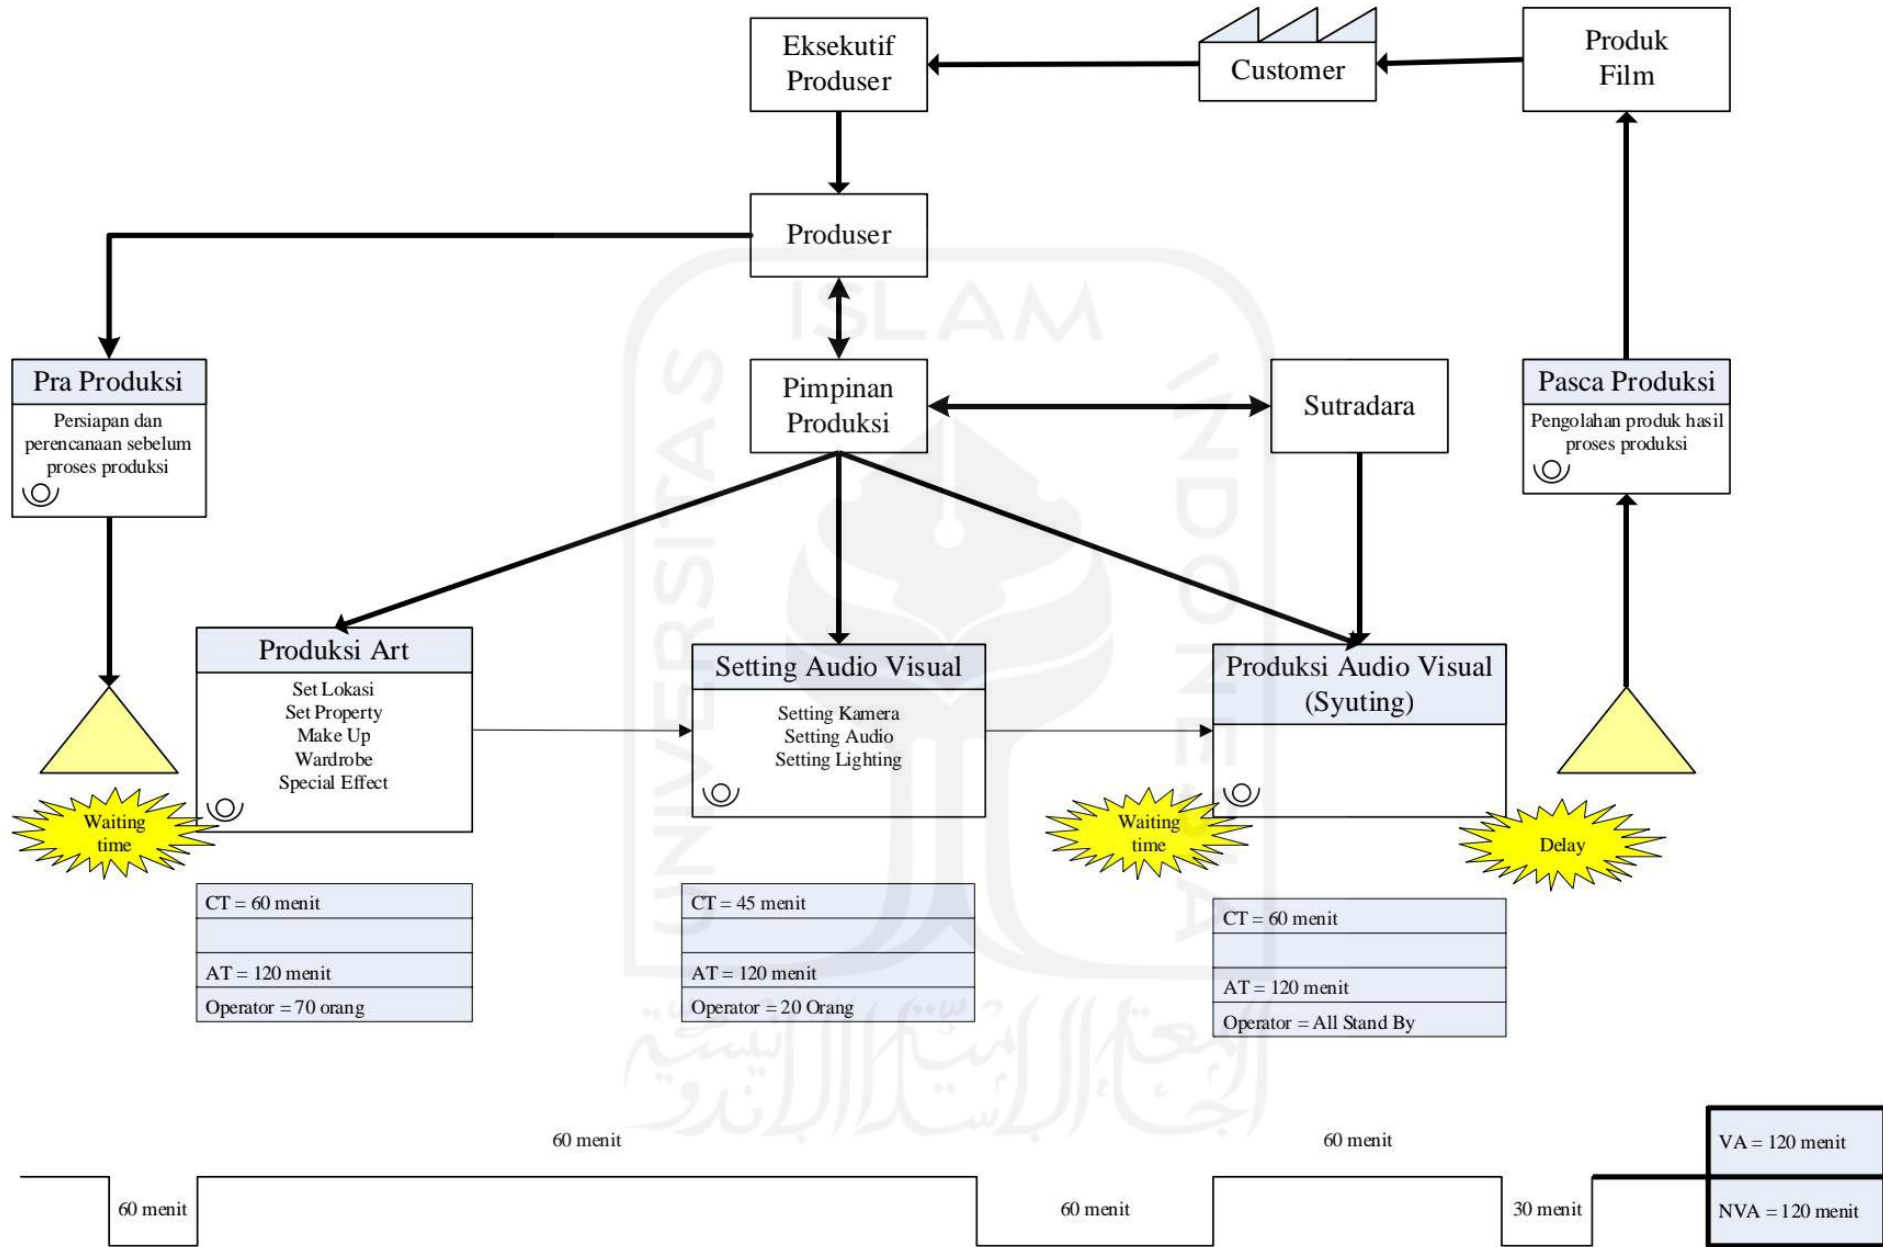 Eksekutif
Produser
Customer
Produk
Film
Produser
Pra Produksi
Persiapan dan
perencanaan sebelum
proses produksi
Pimpinan
Produksi
Sutradara
Pasca Produksi
Pengolahan produk hasil
proses produksi
Produksi Art
Set Lokasi
Set Property
Make Up
Wardrobe
Special Effect
Setting Audio Visual
Setting Kamera
Setting Audio
Setting Lighting
Produksi Audio Visual
(Syuting)
Waiting
time
Waiting
time
Delay
CT = 60 menit
AT = 120 menit
Operator = 70 orang
CT = 45 menit
AT = 120 menit
Operator = 20 Orang
CT = 60 menit
AT = 120 menit
Operator = All Stand By
60 menit
60 menit
60 menit
60 menit
30 menit
VA = 120 menit
NVA = 120 menit
UNIVERSITAS
ISLAM
INDONESIA